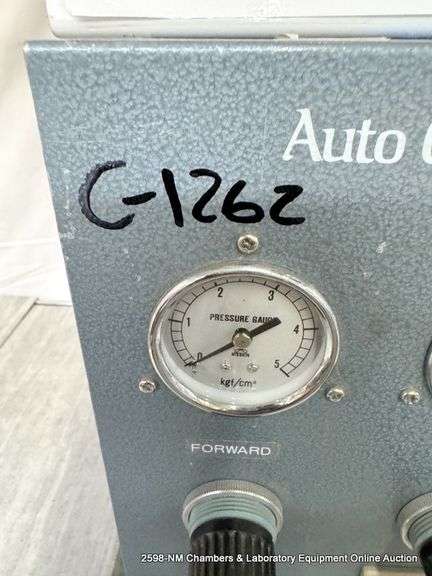 Auto
C-1262
2 3
1 4
PRESSURE GAUGE
0 5
kgf/cm²
FORWARD
2598-NM Chambers & Laboratory Equipment Online Auction